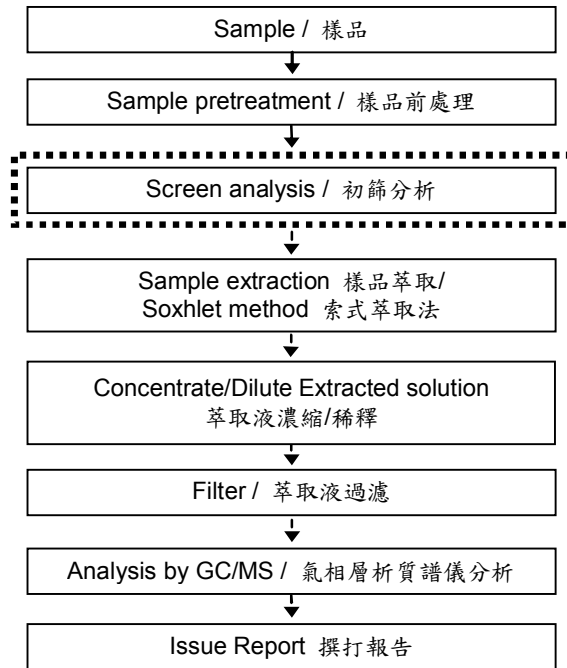 Sample / 樣品
Sample pretreatment / 樣品前處理
Screen analysis / 初篩分析
Sample extraction 樣品萃取/
Soxhlet method 索式萃取法
Concentrate/Dilute Extracted solution
萃取液濃縮/稀釋
Filter / 萃取液過濾
Analysis by GC/MS / 氣相層析質譜儀分析
Issue Report 撰打報告